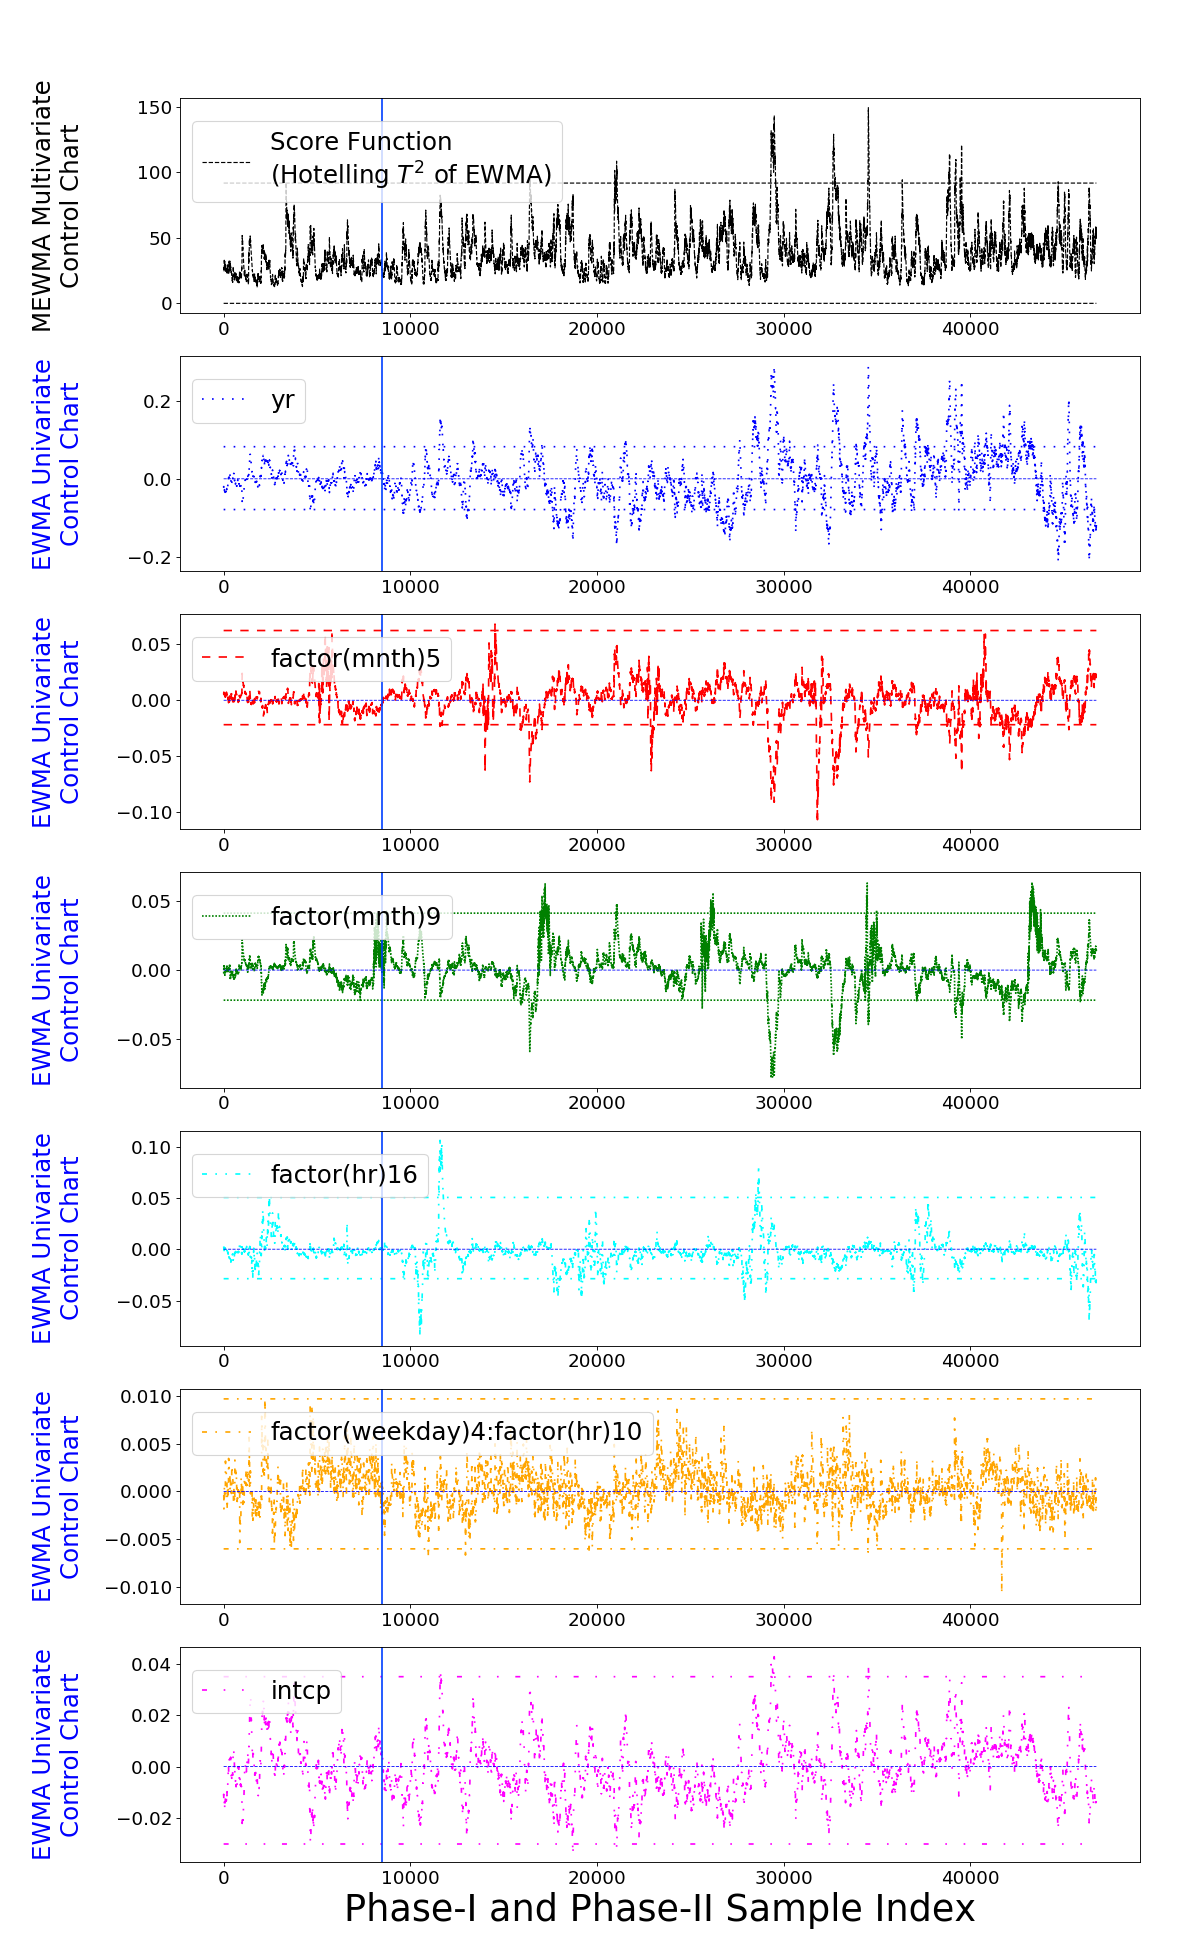 MEWMA Multivariate
Control Chart
150
100
50
0
Score Function
(Hotelling T² of EWMA)
0 10000 20000 30000 40000
EWMA Univariate
Control Chart
0.2
0.0
−0.2
yr
0 10000 20000 30000 40000
EWMA Univariate
Control Chart
0.05
0.00
−0.05
−0.10
factor(mnth)5
0 10000 20000 30000 40000
EWMA Univariate
Control Chart
0.05
0.00
−0.05
factor(mnth)9
0 10000 20000 30000 40000
EWMA Univariate
Control Chart
0.10
0.05
0.00
−0.05
factor(hr)16
0 10000 20000 30000 40000
EWMA Univariate
Control Chart
0.010
0.005
0.000
−0.005
−0.010
factor(weekday)4:factor(hr)10
0 10000 20000 30000 40000
EWMA Univariate
Control Chart
0.04
0.02
0.00
−0.02
intcp
0 10000 20000 30000 40000
Phase-I and Phase-II Sample Index